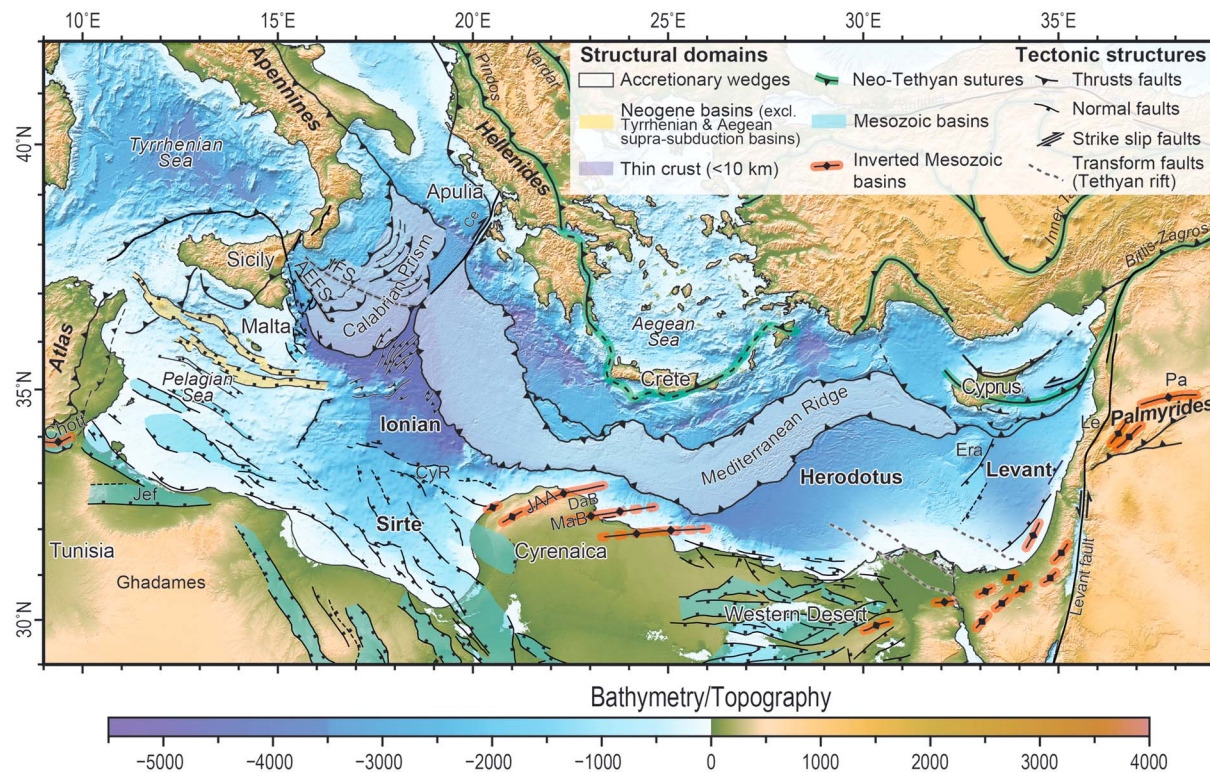 10°E 15°E 20°E 25°E 30°E 35°E
Structural domains
Accretionary wedges
Neogene basins (excl.
Tyrrhenian & Aegean
supra-subduction basins)
Thin crust (<10 km)
Neo-Tethyan sutures
Mesozoic basins
Inverted Mesozoic
basins
Tectonic structures
Thrusts faults
Normal faults
Strike slip faults
Transform faults
(Tethyan rift)
40°N
35°N
30°N
Apennines
Pindos
Vardar
Hellenides
Tyrrhenian
Sea
Apulia
Ce
Inner
Bitlis-Zagros
Sicily
IFS
AEFS
Calabrian Prism
Malta
Aegean
Sea
Atlas
Pelagian
Sea
Crete
Cyprus
Pa
Palmyrides
Chott
Ionian
Le
Mediterranean Ridge
Era
Levant
Herodotus
CyR
Jef
JAA
DaB
MaB
Sirte
Tunisia
Cyrenaica
Ghadames
Western Desert
Levant fault
Bathymetry/Topography
−5000 −4000 −3000 −2000 −1000 0 1000 2000 3000 4000